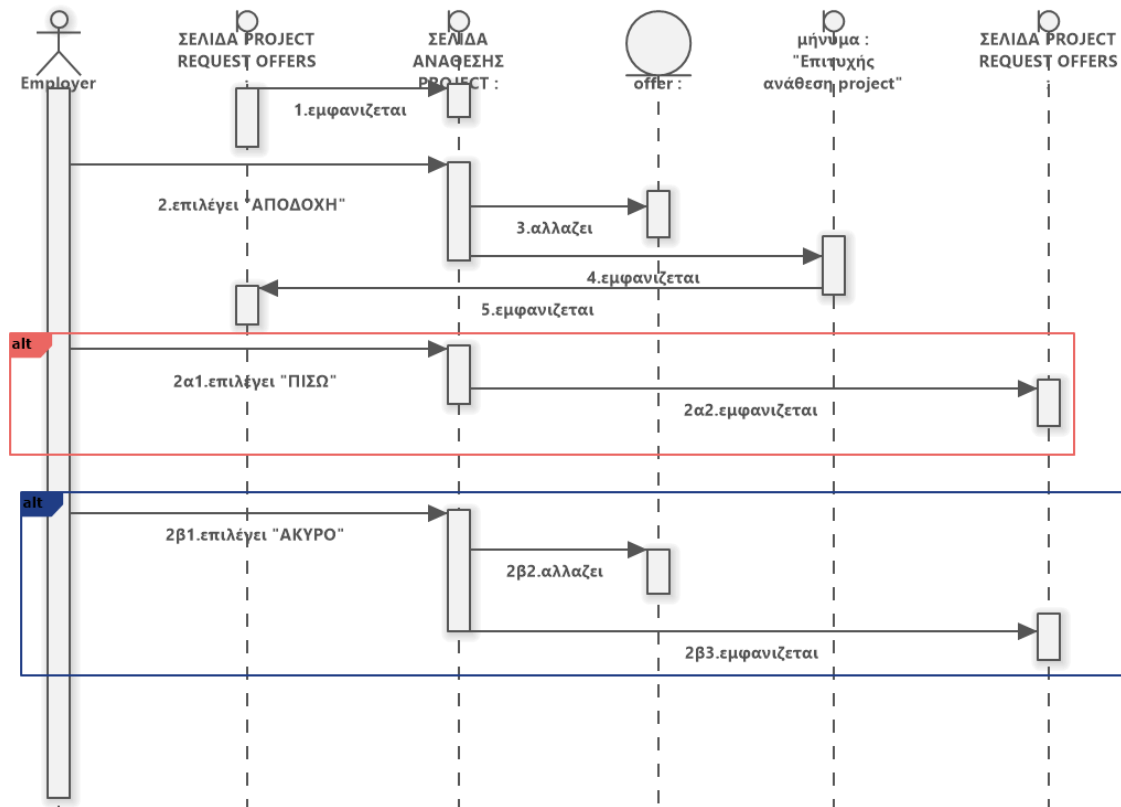 Employer
ΣΕΛΙΔΑ PROJECT
REQUEST OFFERS
ΣΕΛΙΔΑ
ΑΝΑΘΕΣΗΣ
PROJECT :
offer :
μήνυμα :
"Επιτυχής
ανάθεση project"
ΣΕΛΙΔΑ PROJECT
REQUEST OFFERS
:
1.εμφανιζεται
2.επιλέγει "ΑΠΟΔΟΧΗ"
3.αλλαζει
4.εμφανιζεται
5.εμφανιζεται
alt
2α1.επιλέγει "ΠΙΣΩ"
2α2.εμφανιζεται
alt
2β1.επιλέγει "ΑΚΥΡΟ"
2β2.αλλαζει
2β3.εμφανιζεται